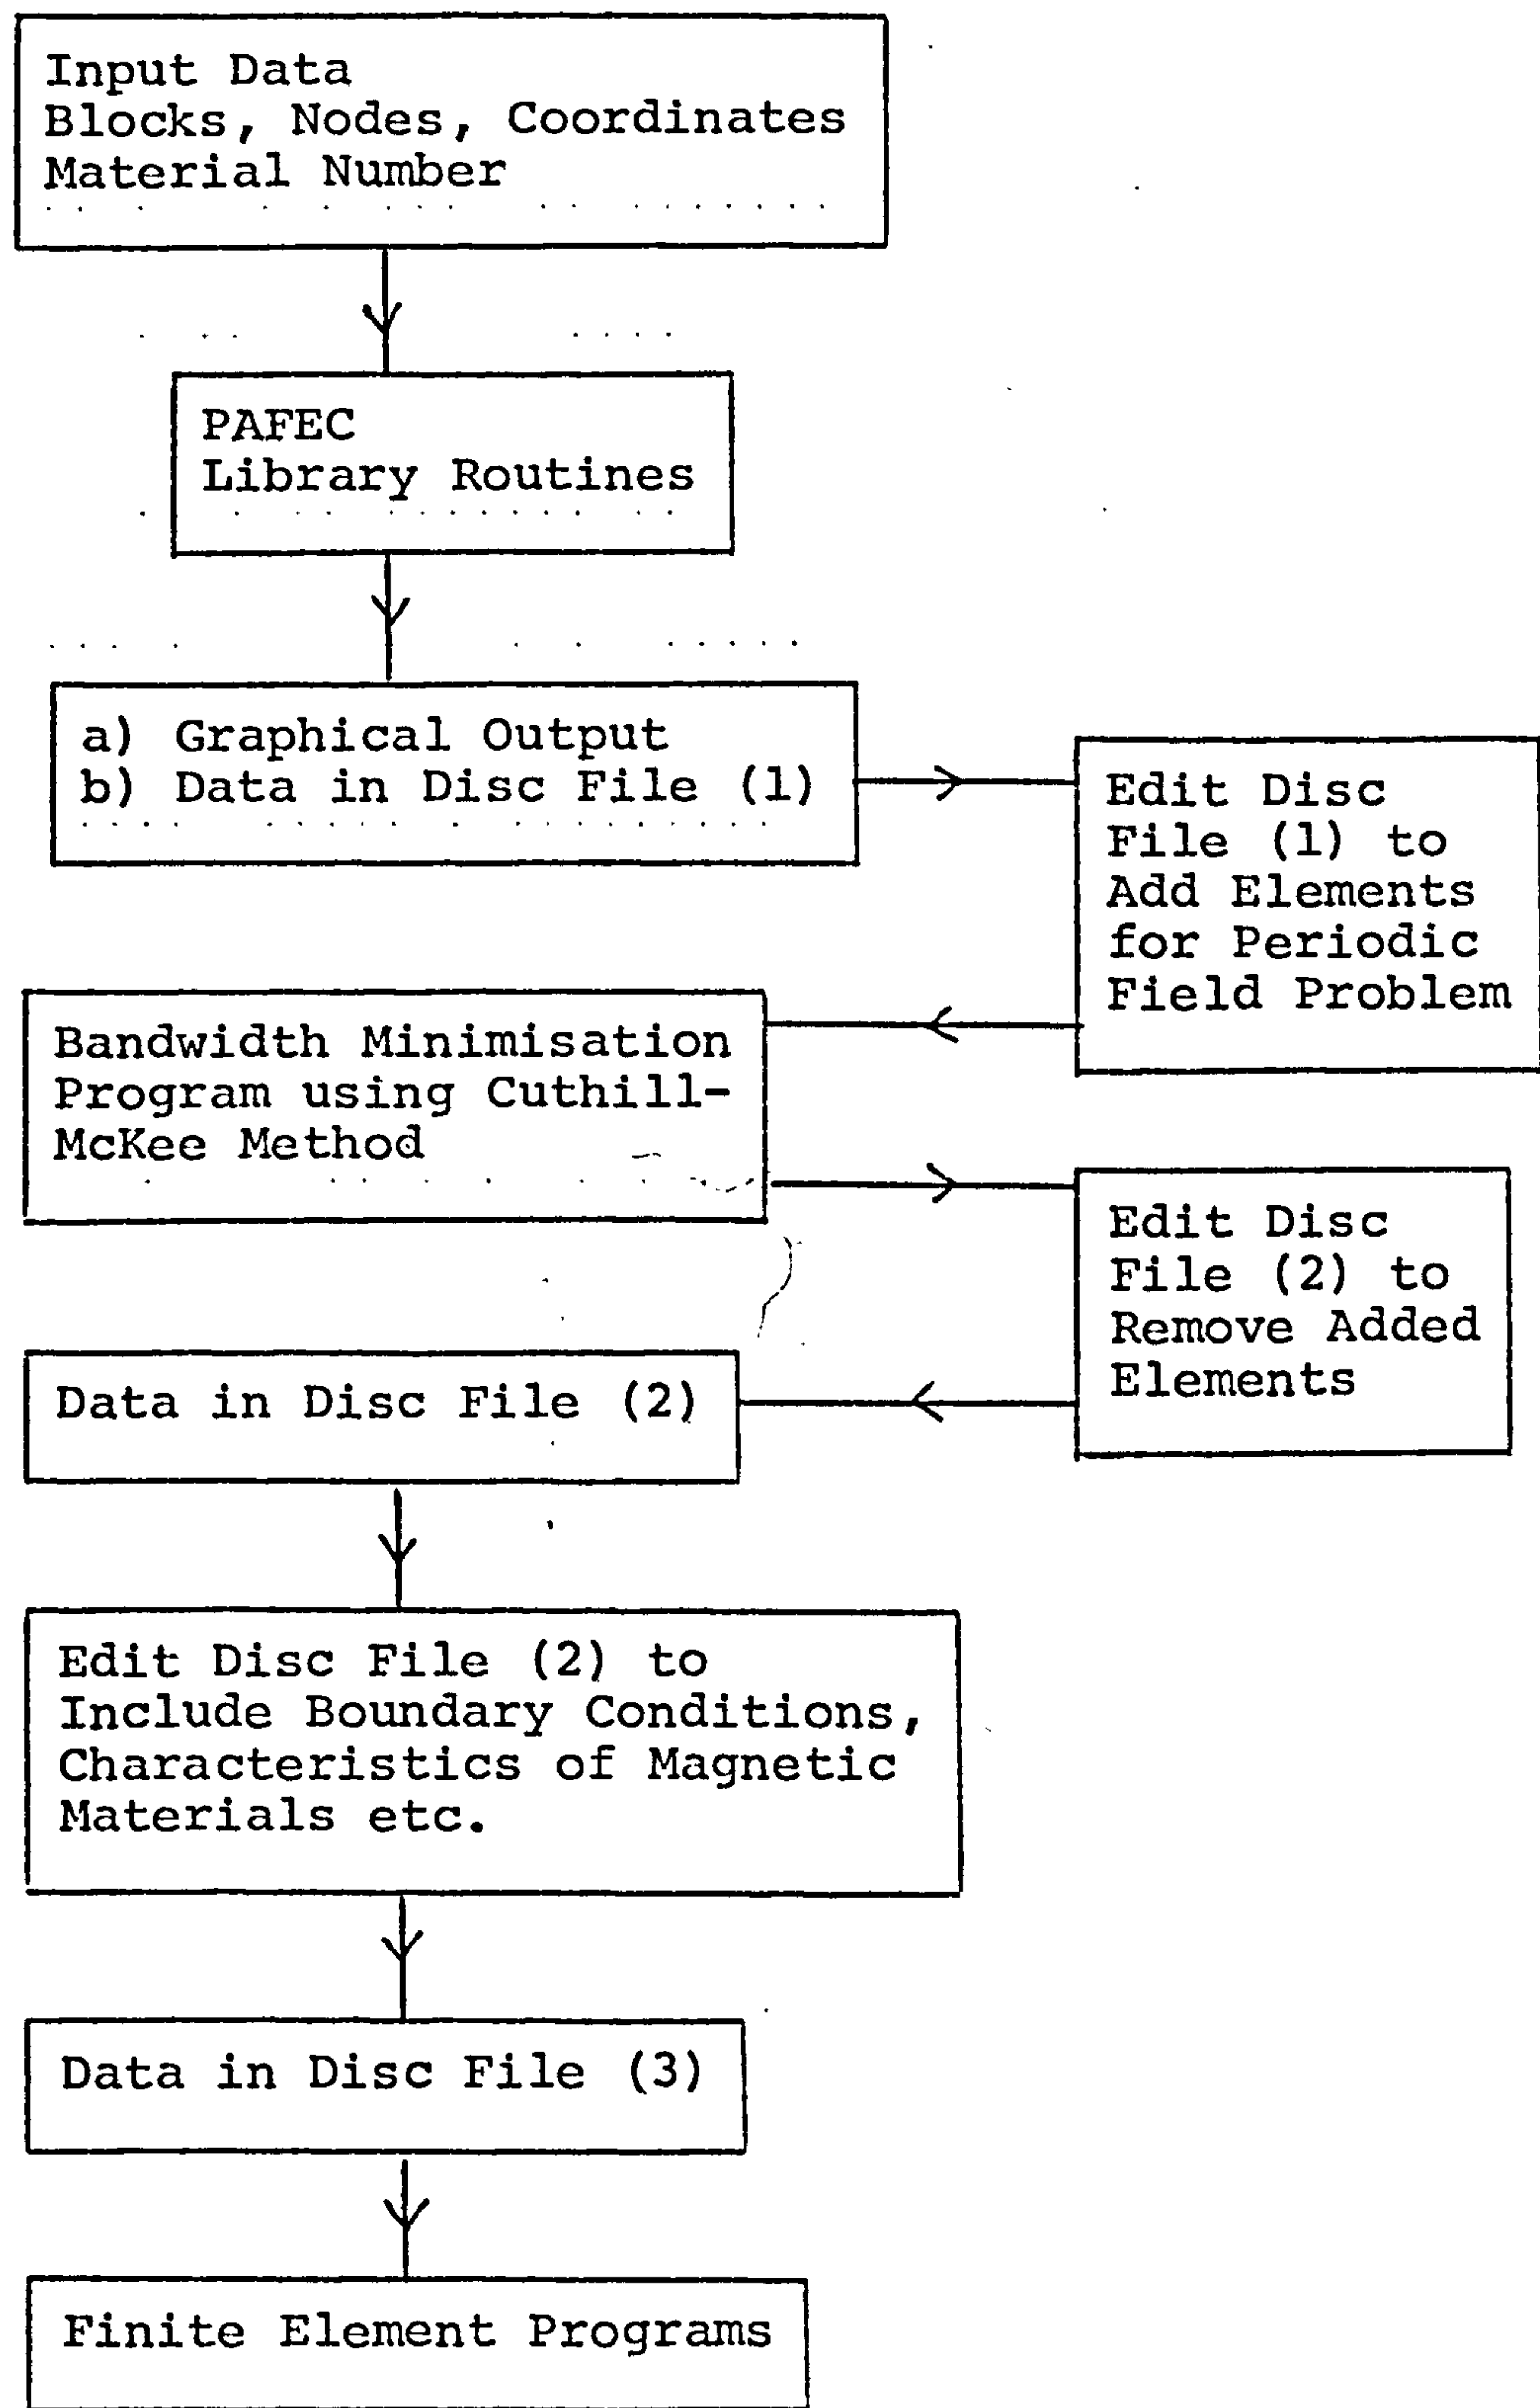 Input Data
Blocks, Nodes, Coordinates
Material Number
PAFEC
Library Routines
a) Graphical Output
b) Data in Disc File (1)
Edit Disc
File (1) to
Add Elements
for Periodic
Field Problem
Bandwidth Minimisation
Program using Cuthill-
McKee Method
Edit Disc
File (2) to
Remove Added
Elements
Data in Disc File (2)
Edit Disc File (2) to
Include Boundary Conditions,
Characteristics of Magnetic
Materials etc.
Data in Disc File (3)
Finite Element Programs